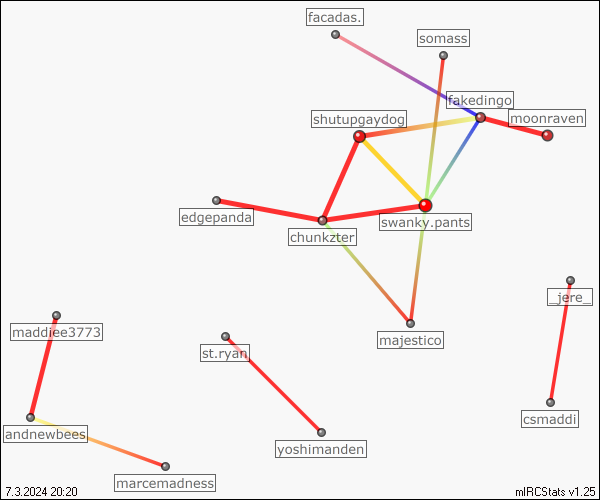 facadas.
somass
fakedingo
moonraven
shutupgaydog
edgepanda
swanky.pants
chunkzter
_jere_
maddiee3773
majestico
st.ryan
csmaddi
andnewbees
yoshimanden
marcemadness
7.3.2024 20:20
mIRCStats v1.25